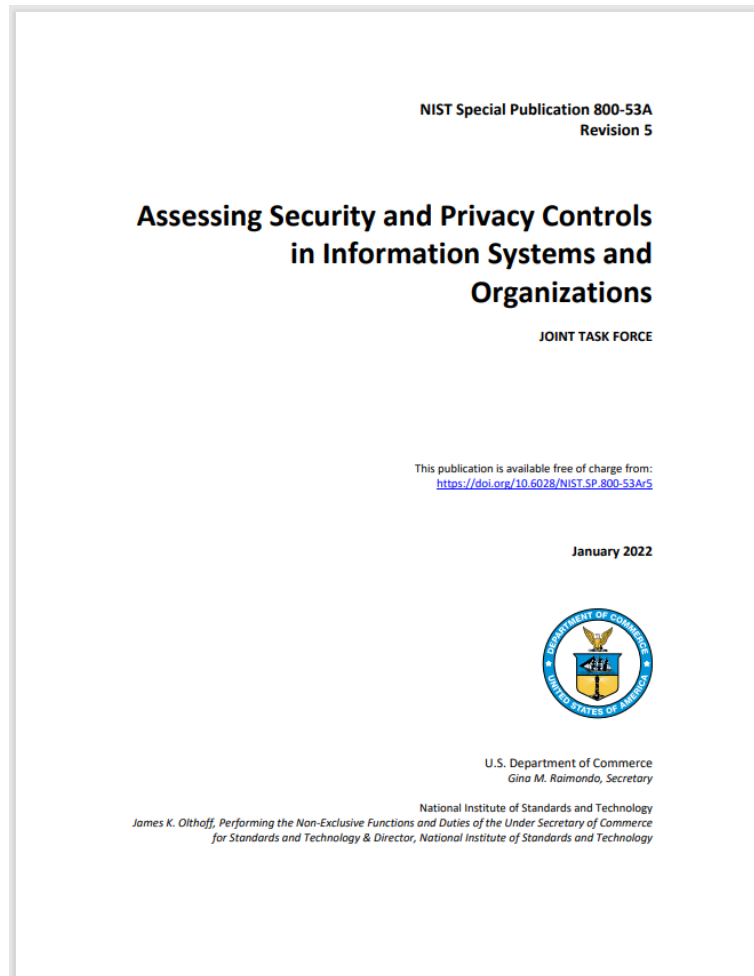 NIST Special Publication 800-53A
Revision 5
Assessing Security and Privacy Controls
in Information Systems and
Organizations
JOINT TASK FORCE
This publication is available free of charge from:
https://doi.org/10.6028/NIST.SP.800-53Ar5
January 2022
DEPARTMENT OF COMMERCE
UNITED STATES OF AMERICA
U.S. Department of Commerce
Gina M. Raimondo, Secretary
National Institute of Standards and Technology
James K. Olthoff, Performing the Non-Exclusive Functions and Duties of the Under Secretary of Commerce
for Standards and Technology & Director, National Institute of Standards and Technology